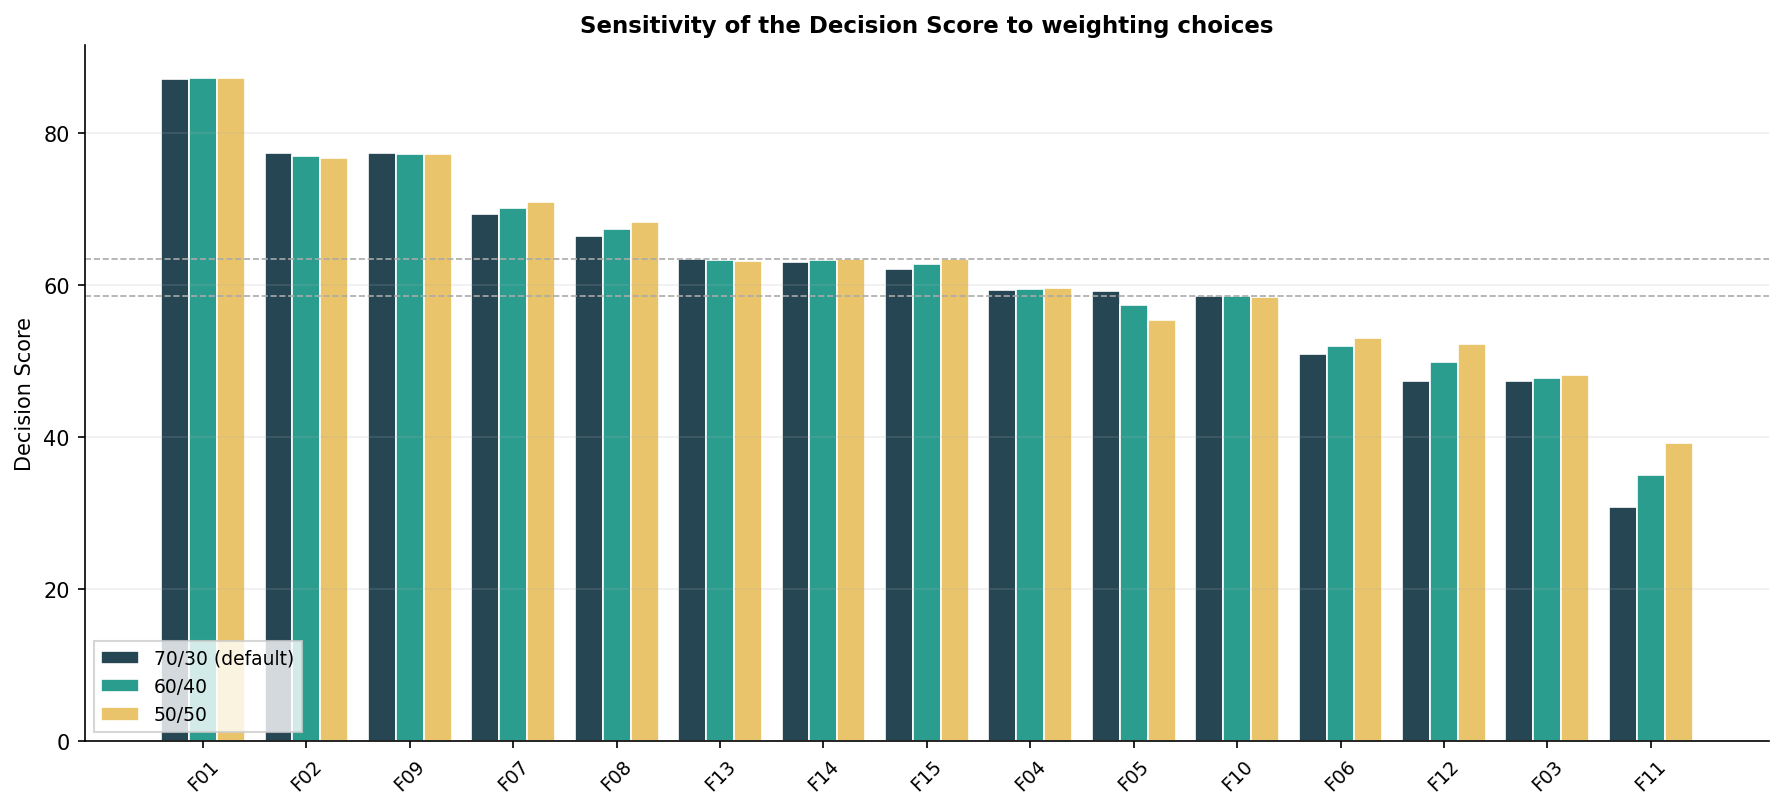 Sensitivity of the Decision Score to weighting choices
Decision Score
80
60
40
20
0
70/30 (default)
60/40
50/50
F01 F02 F09 F07 F08 F13 F14 F15 F04 F05 F10 F06 F12 F03 F11